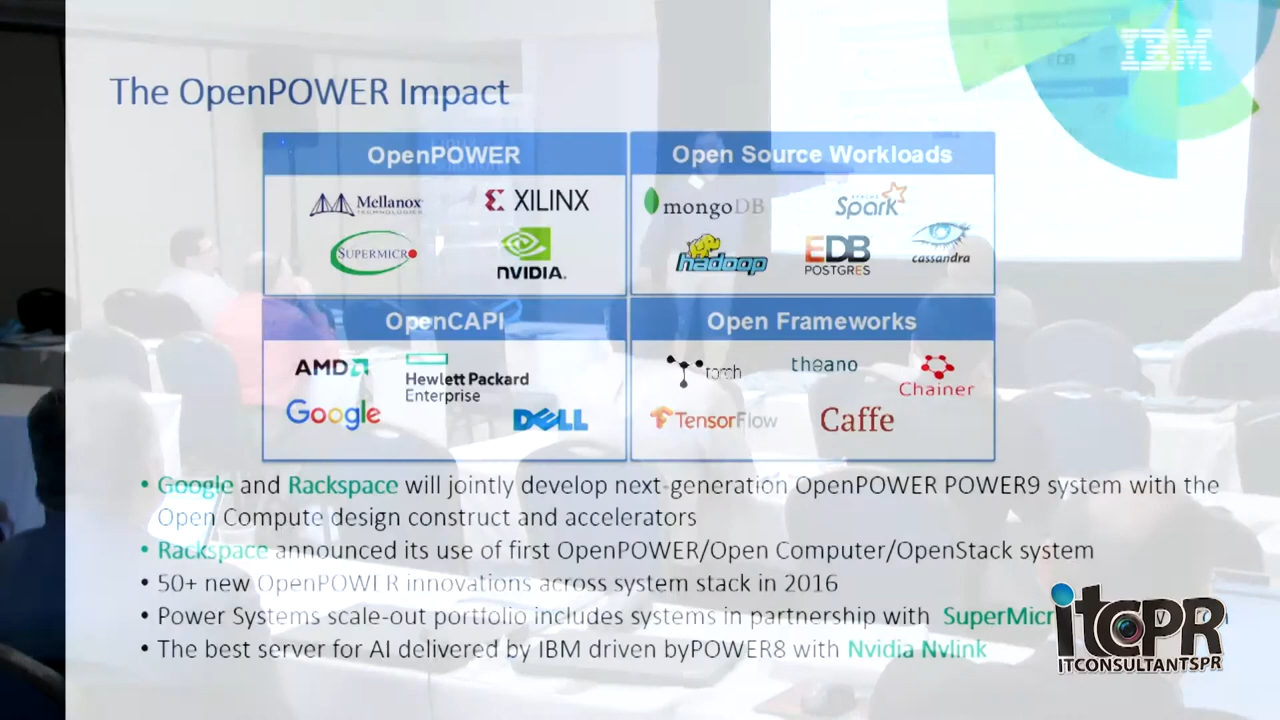 IBM
The OpenPOWER Impact
OpenPOWER
Mellanox
TECHNOLOGIES
XILINX
SUPERMICRO
nVIDIA.
Open Source Workloads
mongoDB
APACHE
Spark
hadoop
EDB
POSTGRES
cassandra
OpenCAPI
AMD
Hewlett Packard
Enterprise
Google
DELL
Open Frameworks
torch
theano
Chainer
TensorFlow
Caffe
• Google and Rackspace will jointly develop next-generation OpenPOWER POWER9 system with the
Open Compute design construct and accelerators
• Rackspace announced its use of first OpenPOWER/Open Computer/OpenStack system
• 50+ new OpenPOWER innovations across system stack in 2016
• Power Systems scale-out portfolio includes systems in partnership with SuperMicr
• The best server for AI delivered by IBM driven byPOWER8 with Nvidia Nvlink
itCPR
ITCONSULTANTSPR